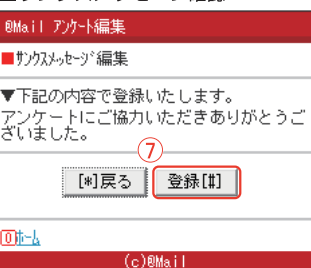 @Mail アンケート編集
■サンクスメッセージ編集
▼下記の内容で登録いたします。
アンケートにご協力いただきありがとうご
ざいました。
⑦
[*]戻る 登録[#]
[0]ホーム
(c)@Mail